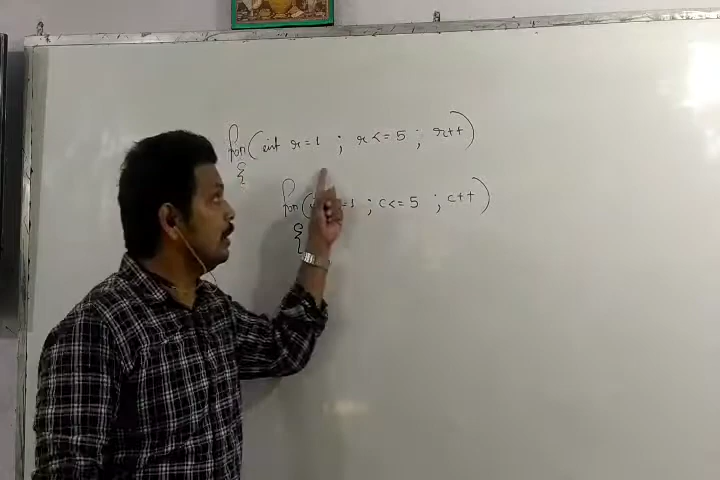 for(int r=1 ; r<=5 ; r++)
{
for( =1 ; c<=5 ; c++)
{